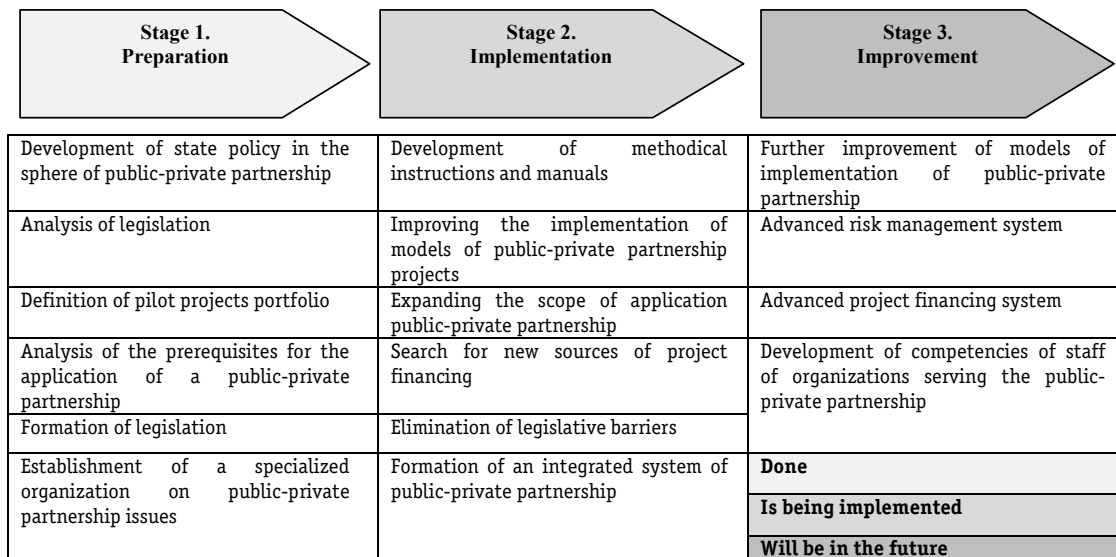 Stage 1.
Preparation
Stage 2.
Implementation
Stage 3.
Improvement
Development of state policy in the
sphere of public-private partnership
Development of methodical
instructions and manuals
Further improvement of models of
implementation of public-private
partnership
Analysis of legislation
Improving the implementation of
models of public-private partnership
projects
Advanced risk management system
Definition of pilot projects portfolio
Expanding the scope of application
public-private partnership
Advanced project financing system
Analysis of the prerequisites for the
application of a public-private
partnership
Search for new sources of project
financing
Development of competencies of staff
of organizations serving the public-
private partnership
Formation of legislation
Elimination of legislative barriers
Establishment of a specialized
organization on public-private
partnership issues
Formation of an integrated system of
public-private partnership
Done
Is being implemented
Will be in the future